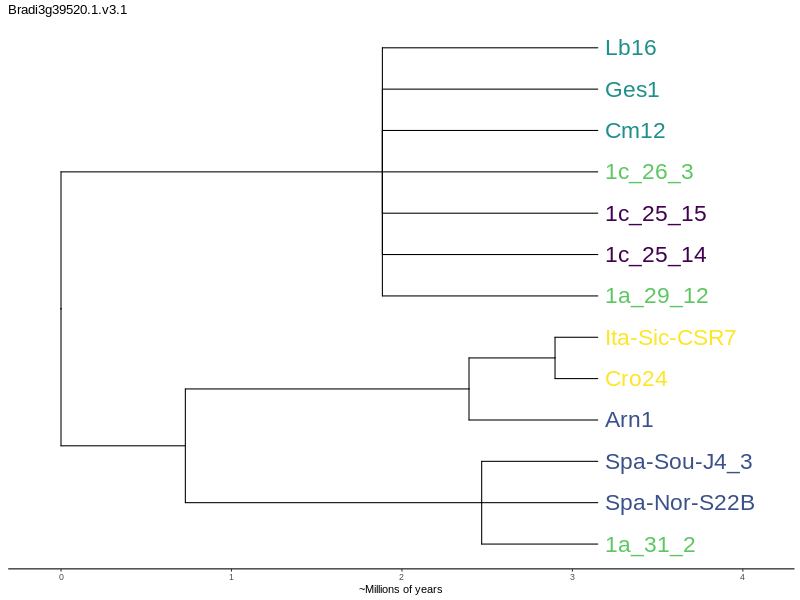 Bradi3g39520.1.v3.1
Lb16
Ges1
Cm12
1c_26_3
1c_25_15
1c_25_14
1a_29_12
Ita-Sic-CSR7
Cro24
Arn1
Spa-Sou-J4_3
Spa-Nor-S22B
1a_31_2
0 1 2 3 4
~Millions of years